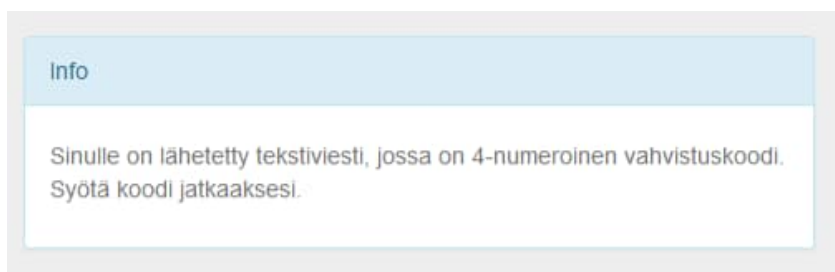 Info
Sinulle on lähetetty tekstiviesti, jossa on 4-numeroinen vahvistuskoodi.
Syötä koodi jatkaaksesi.